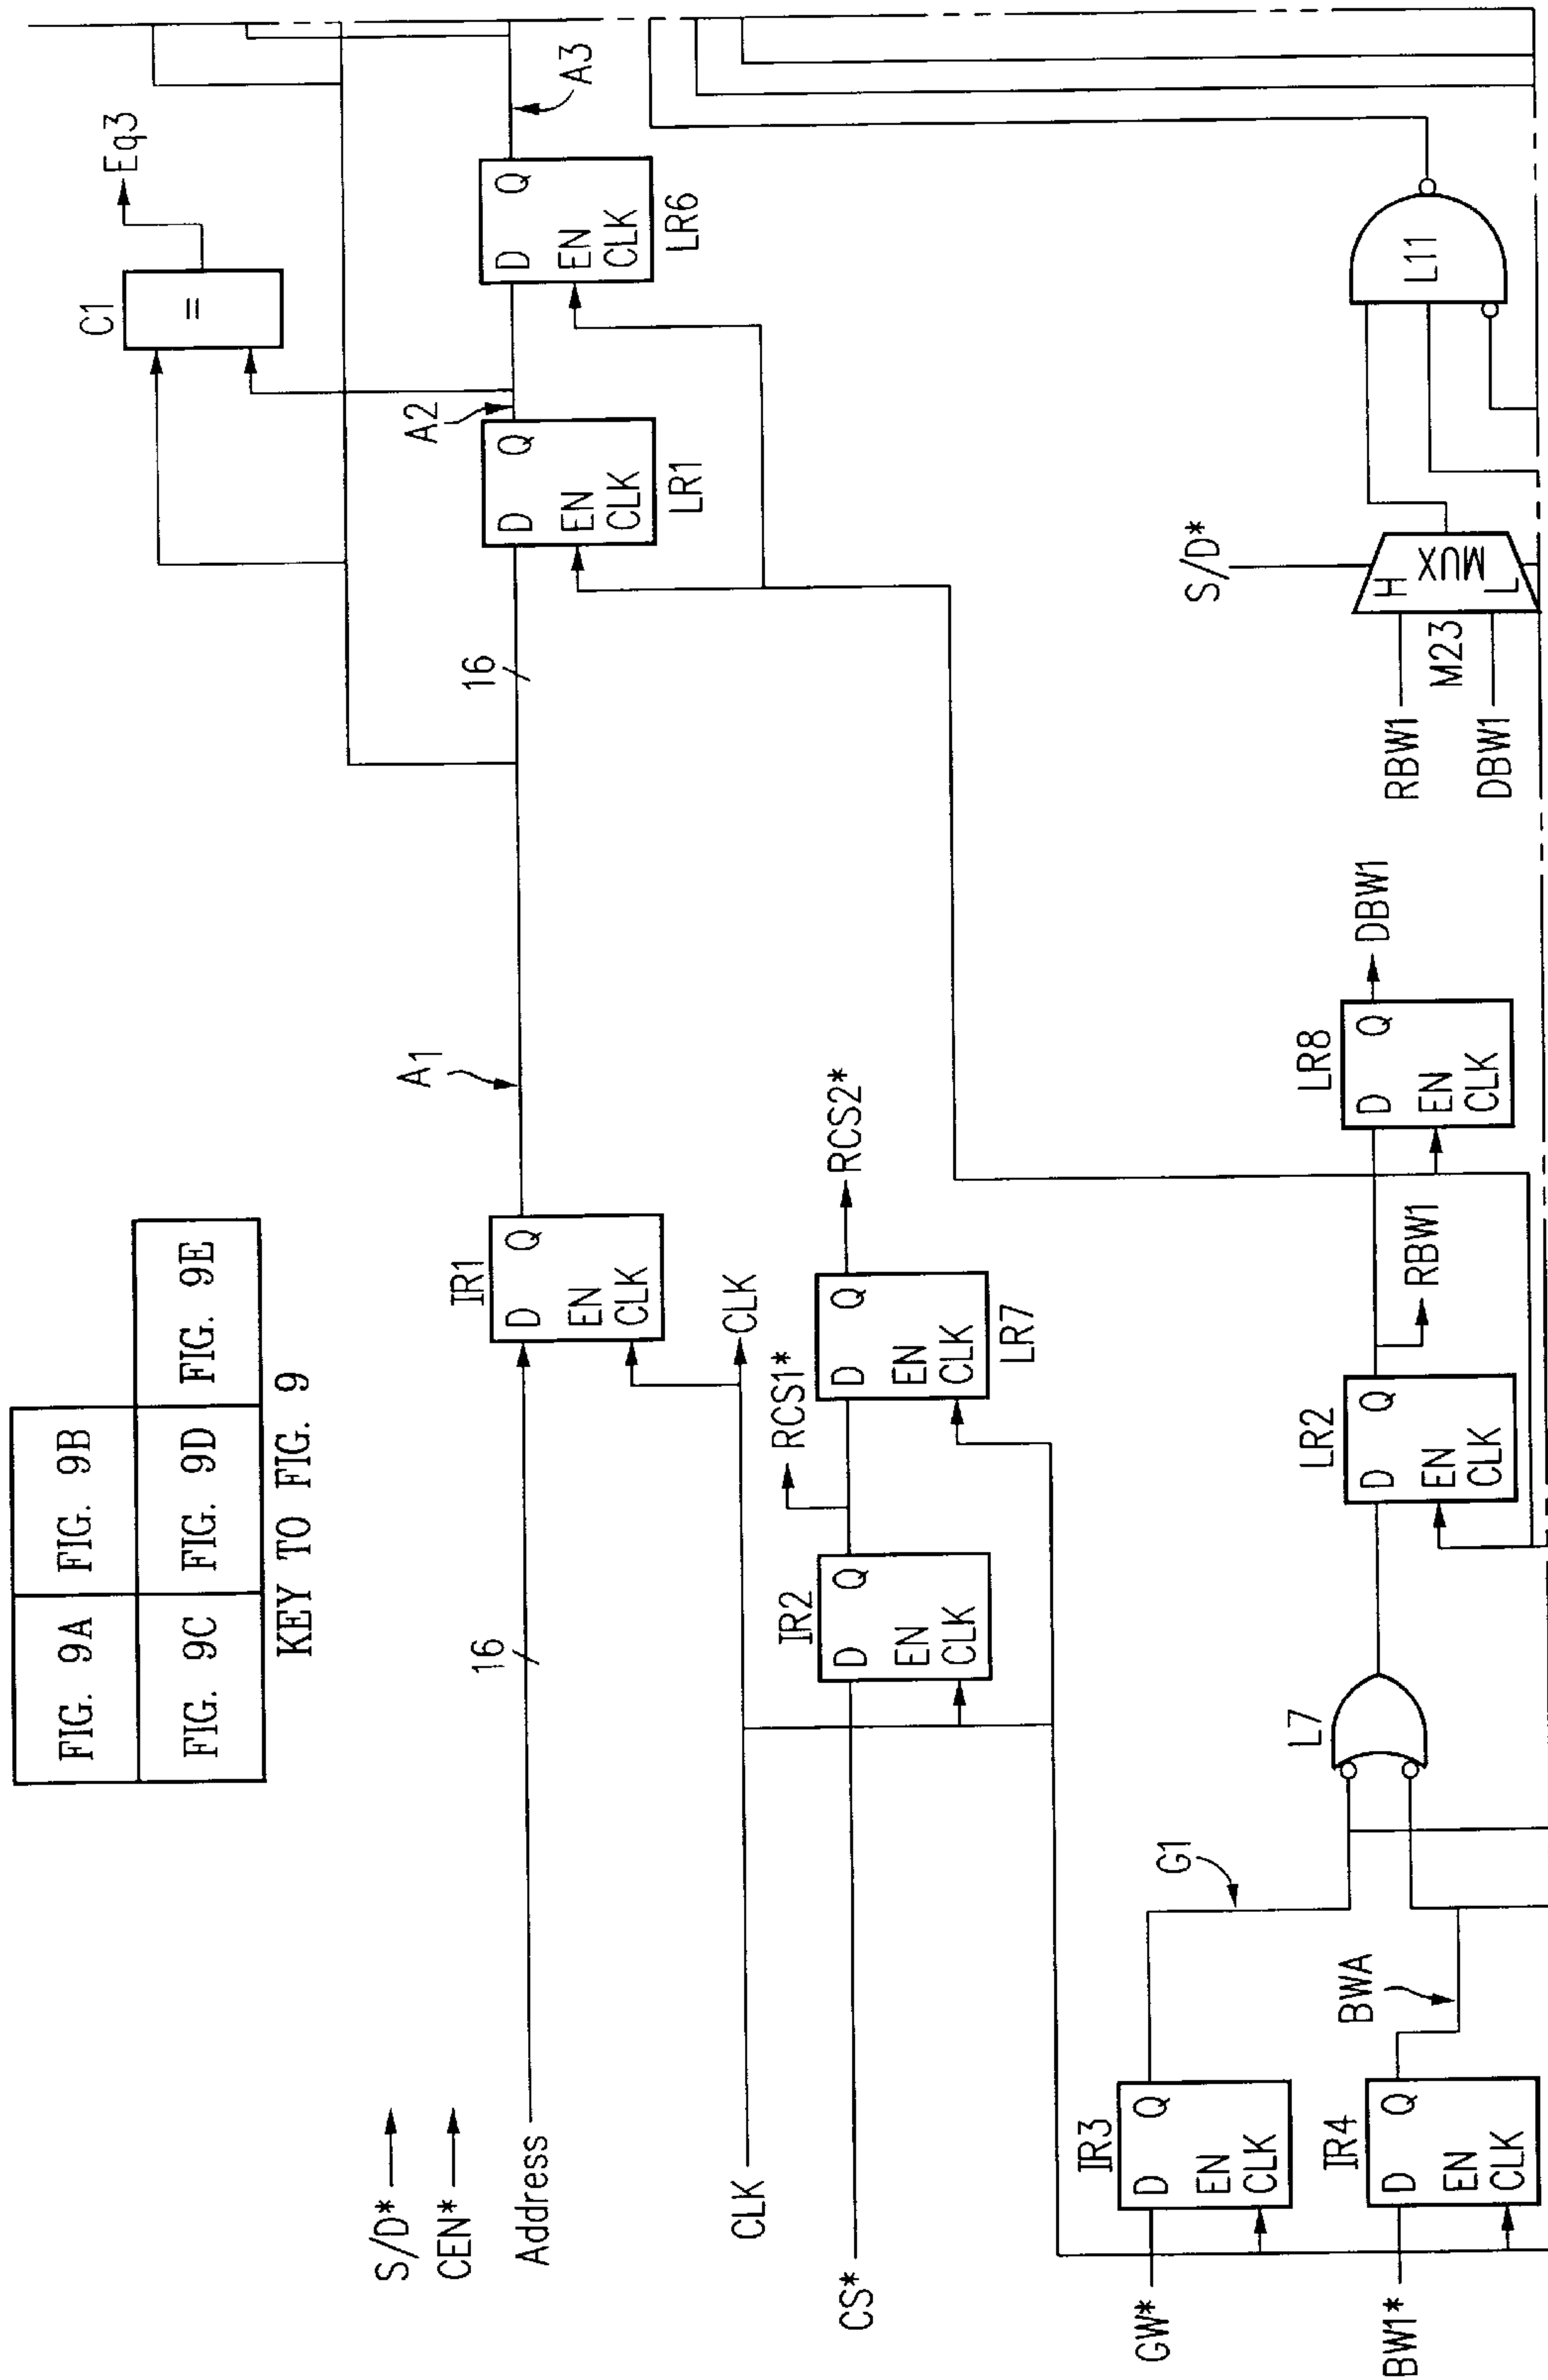 FIG. 9A FIG. 9B
FIG. 9C FIG. 9D FIG. 9E
KEY TO FIG. 9
S/D*
CEN*
Address
16
IR1
D Q
EN
CLK
A1
16
LR1
D Q
EN
CLK
A2
C1
=
Eq3
LR6
D Q
EN
CLK
A3
CLK
CLK
CS*
IR2
D Q
EN
CLK
RCS1*
LR7
D Q
EN
CLK
RCS2*
GW*
IR3
D Q
EN
CLK
G1
BW1*
IR4
D Q
EN
CLK
BWA
L7
LR2
D Q
EN
CLK
RBW1
LR8
D Q
EN
CLK
DBW1
S/D*
RBW1
M23
DBW1
H
MUX
L
L11